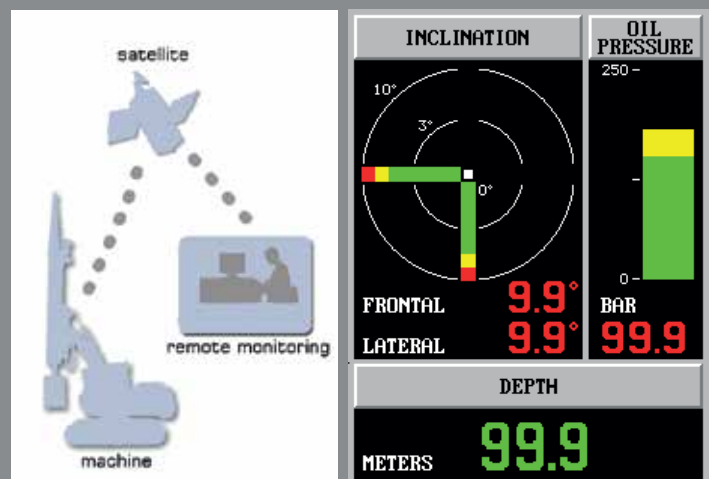 satellite
remote monitoring
machine
INCLINATION
10°
3°
0°
FRONTAL 9.9°
LATERAL 9.9°
OIL
PRESSURE
250
0
BAR
99.9
DEPTH
METERS 99.9